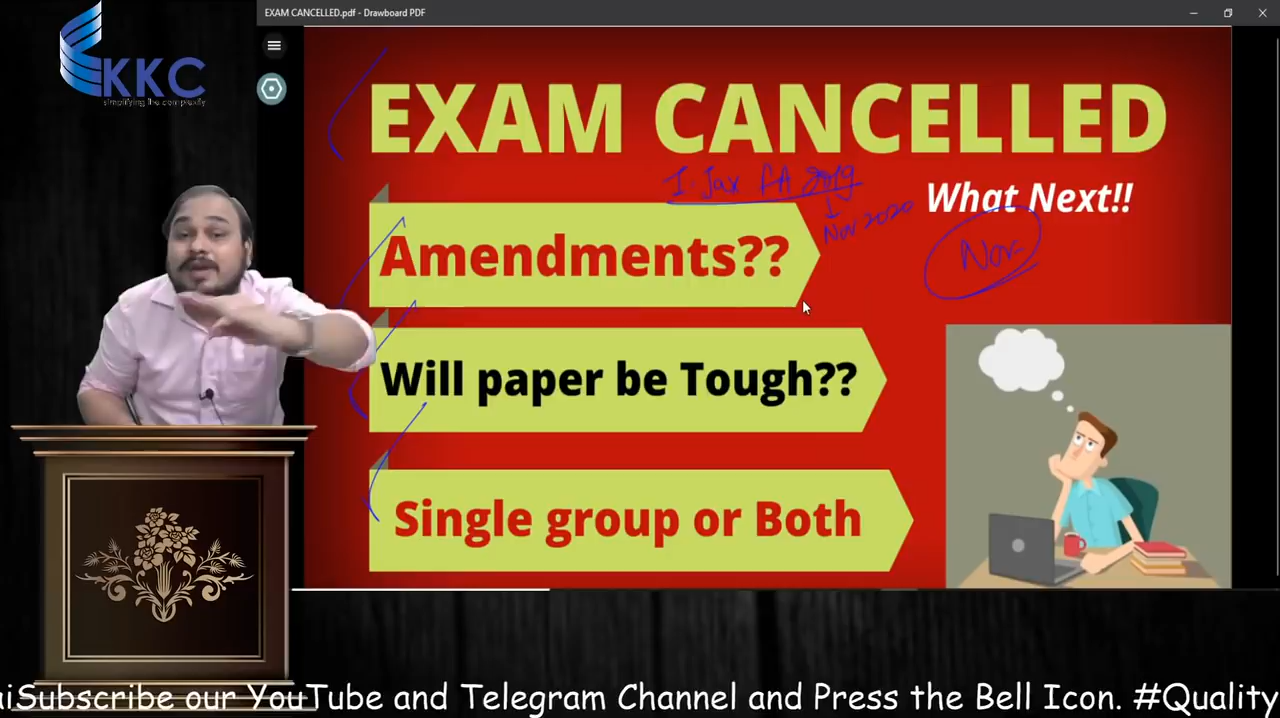 EXAM CANCELLED.pdf - Drawboard PDF
KKC
simplifying the complexity
EXAM CANCELLED
I. Tax FA 2019
Nov 2020
What Next!!
Amendments??
Nov
Will paper be Tough??
Single group or Both
aiSubscribe our YouTube and Telegram Channel and Press the Bell Icon. #Quality